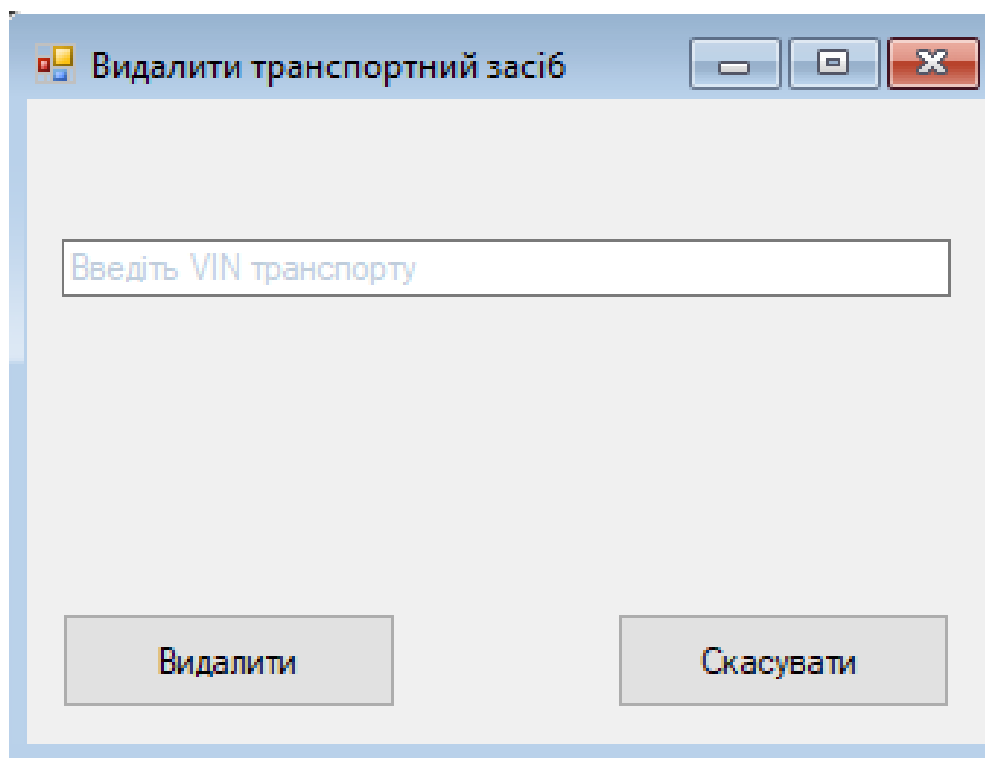 Видалити транспортний засіб
Введіть VIN транспорту
Видалити
Скасувати